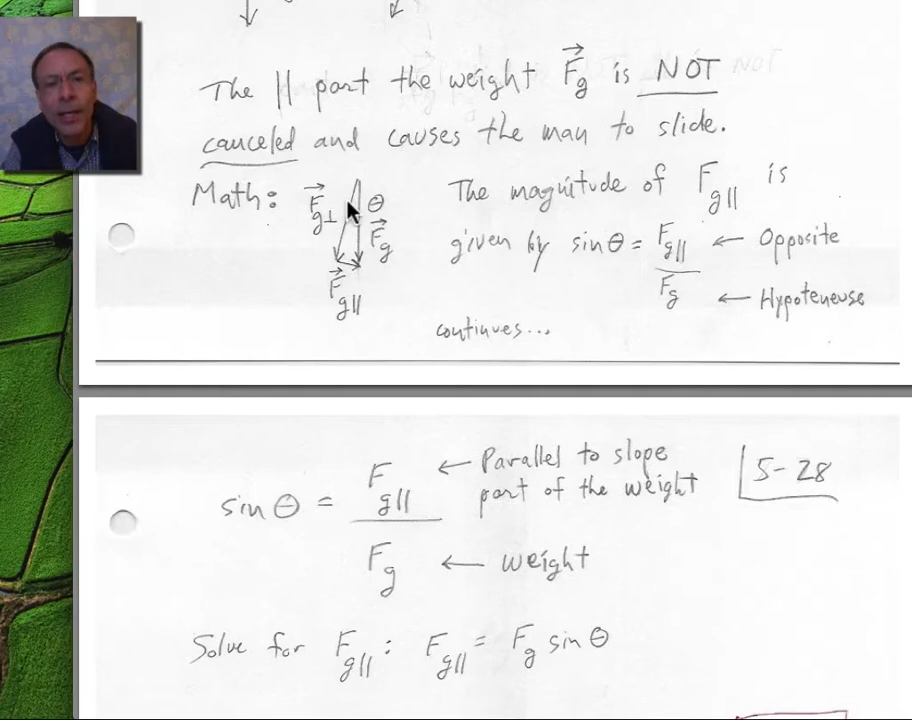 The || part the weight F⃗g is NOT
canceled and causes the man to slide.
Math: F⃗g⊥ θ The magnitude of Fg|| is
F⃗g given by sinθ = Fg|| ← Opposite
F⃗g|| Fg ← Hypoteneuse
continues...
sin θ = Fg|| ← Parallel to slope
part of the weight
5-28
Fg ← weight
Solve for Fg||: Fg|| = Fg sin θ